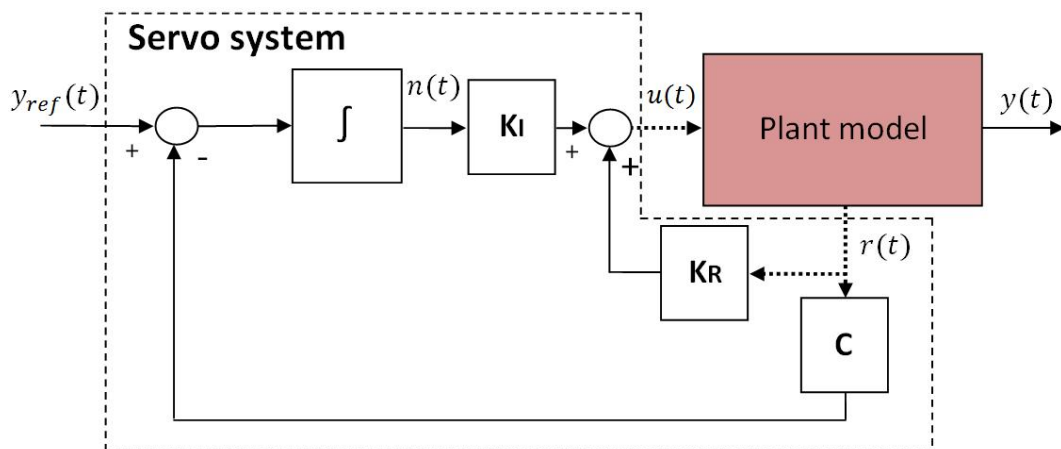 Servo system
y_ref(t)
+
-
∫
n(t)
KI
+
+
u(t)
Plant model
y(t)
r(t)
KR
C